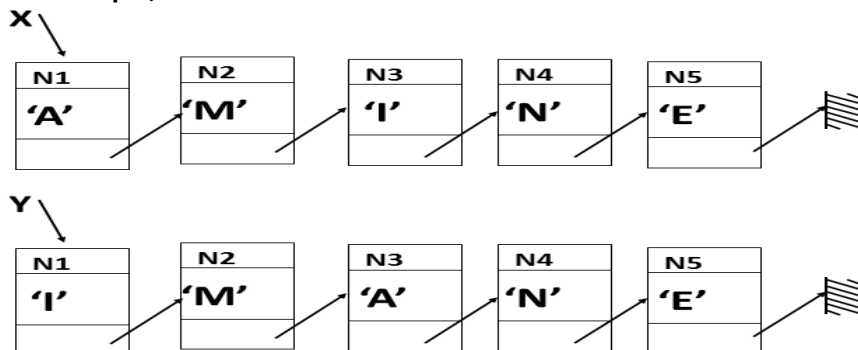 X
N1 N2 N3 N4 N5
‘A’ ‘M’ ‘I’ ‘N’ ‘E’
Y
N1 N2 N3 N4 N5
‘I’ ‘M’ ‘A’ ‘N’ ‘E’